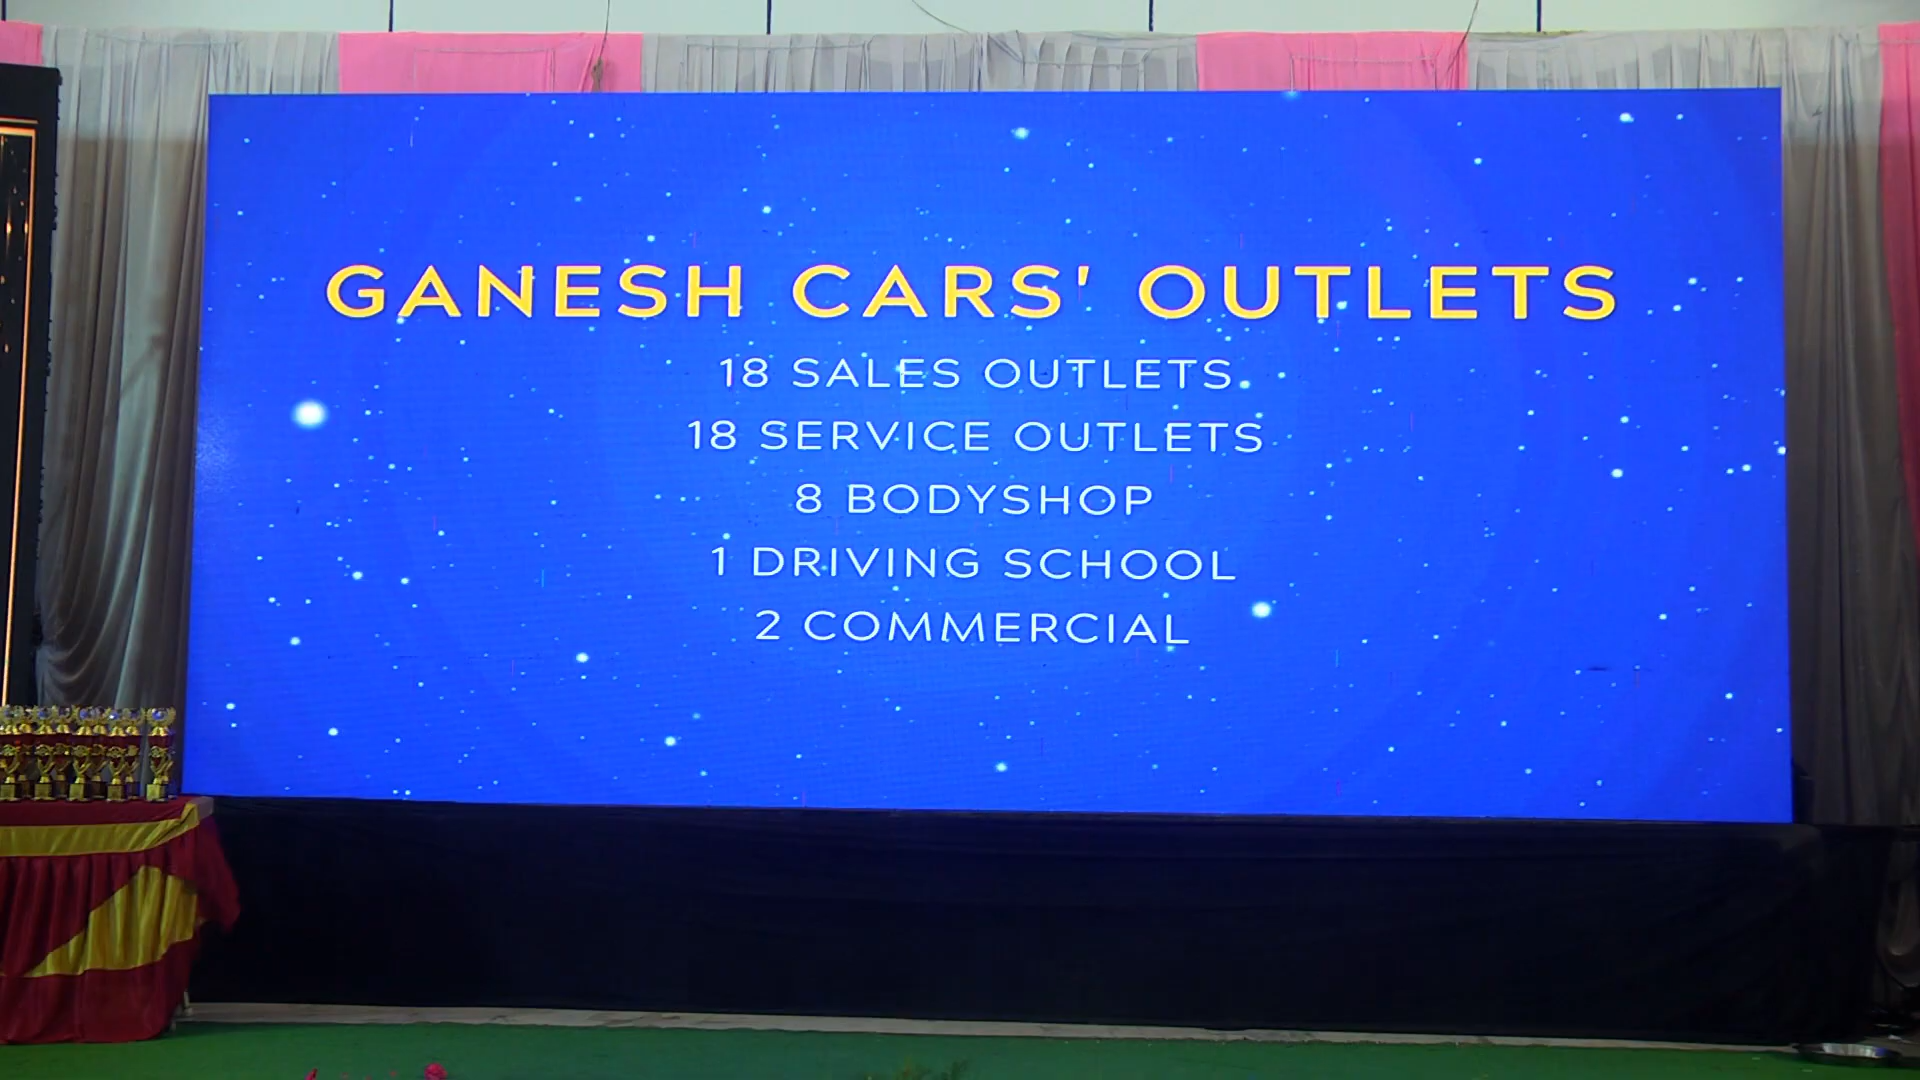 GANESH CARS' OUTLETS
18 SALES OUTLETS
18 SERVICE OUTLETS
8 BODYSHOP
1 DRIVING SCHOOL
2 COMMERCIAL